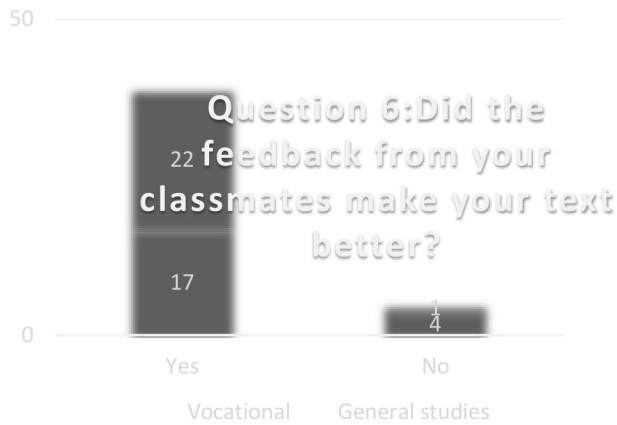 50
Question 6:Did the
feedback from your
classmates make your text
better?
22
17
1
4
0
Yes No
Vocational General studies